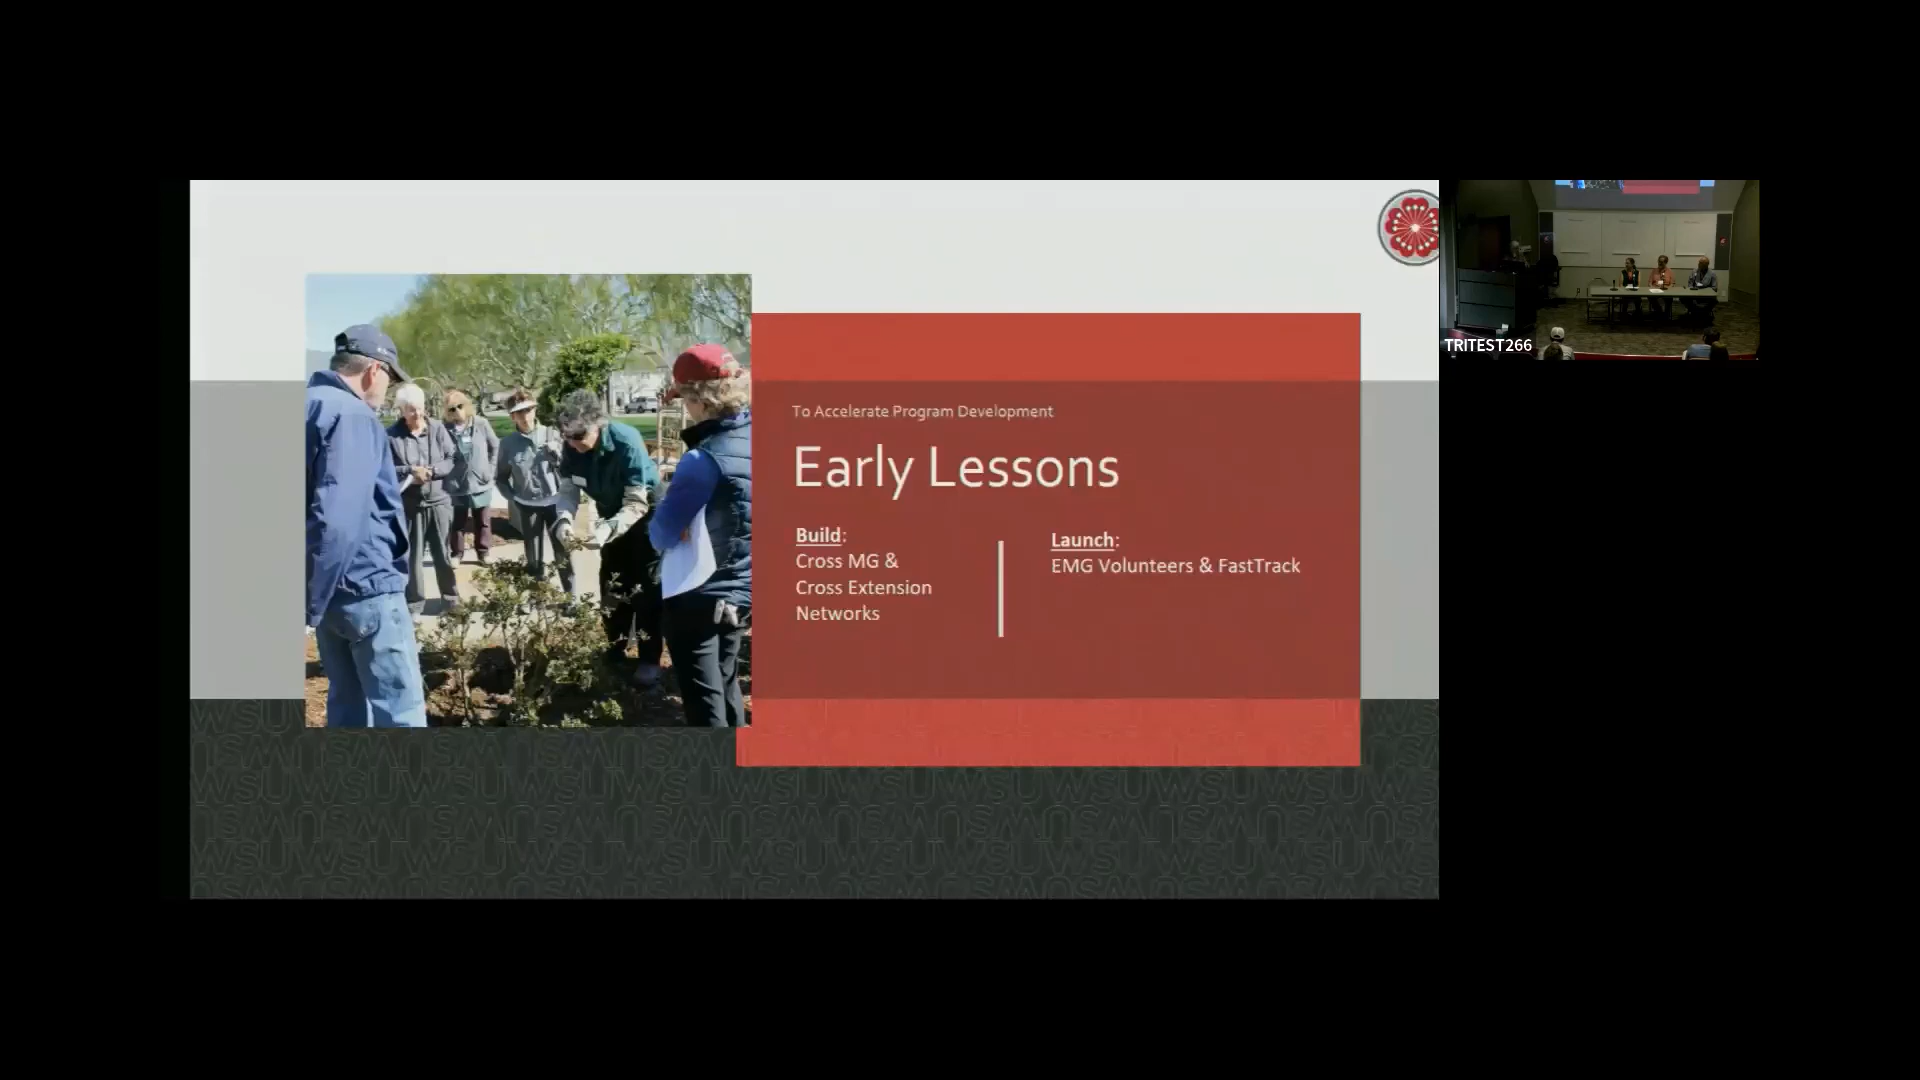 To Accelerate Program Development
Early Lessons
Build:
Cross MG &
Cross Extension
Networks
Launch:
EMG Volunteers & FastTrack
TRITEST266